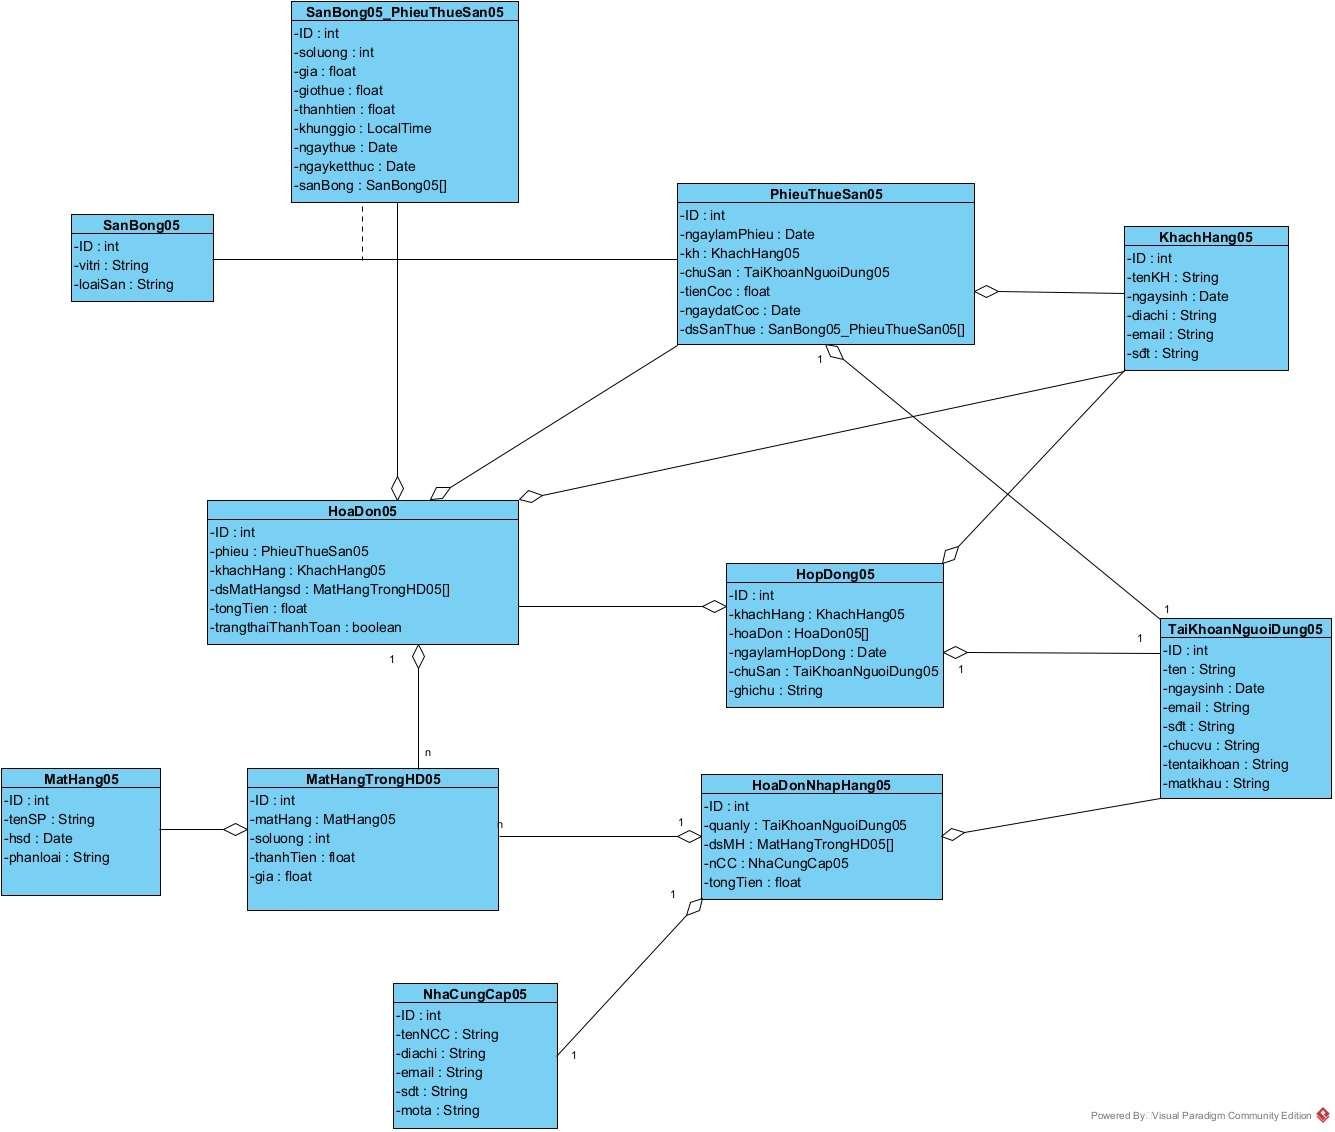 SanBong05_PhieuThueSan05
-ID : int
-soluong : int
-gia : float
-giothue : float
-thanhtien : float
-khunggio : LocalTime
-ngaythue : Date
-ngayketthuc : Date
-sanBong : SanBong05[]
SanBong05
-ID : int
-vitri : String
-loaiSan : String
PhieuThueSan05
-ID : int
-ngaylamPhieu : Date
-kh : KhachHang05
-chuSan : TaiKhoanNguoiDung05
-tienCoc : float
-ngaydatCoc : Date
-dsSanThue : SanBong05_PhieuThueSan05[]
1
KhachHang05
-ID : int
-tenKH : String
-ngaysinh : Date
-diachi : String
-email : String
-sđt : String
HoaDon05
-ID : int
-phieu : PhieuThueSan05
-khachHang : KhachHang05
-dsMatHangsd : MatHangTrongHD05[]
-tongTien : float
-trangthaiThanhToan : boolean
1
n
HopDong05
-ID : int
-khachHang : KhachHang05
-hoaDon : HoaDon05[]
-ngaylamHopDong : Date
-chuSan : TaiKhoanNguoiDung05
-ghichu : String
1
1
1
TaiKhoanNguoiDung05
-ID : int
-ten : String
-ngaysinh : Date
-email : String
-sđt : String
-chucvu : String
-tentaikhoan : String
-matkhau : String
MatHang05
-ID : int
-tenSP : String
-hsd : Date
-phanloai : String
MatHangTrongHD05
-ID : int
-matHang : MatHang05
-soluong : int
-thanhTien : float
-gia : float
n
1
HoaDonNhapHang05
-ID : int
-quanly : TaiKhoanNguoiDung05
-dsMH : MatHangTrongHD05[]
-nCC : NhaCungCap05
-tongTien : float
1
NhaCungCap05
-ID : int
-tenNCC : String
-diachi : String
-email : String
-sdt : String
-mota : String
1
Powered By: Visual Paradigm Community Edition